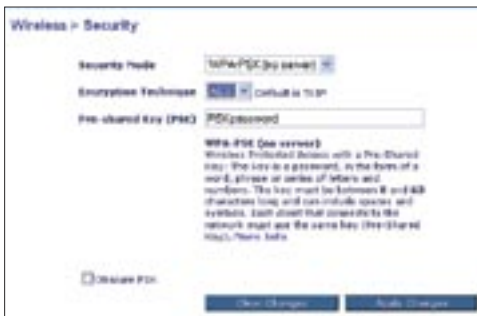 Wireless > Security
Security Mode WPA-PSK (no server)
Encryption Technique Default is TKIP
Pre-shared Key (PSK) PSKpassword
WPA-PSK (no server)
Wireless Protected Access with a Pre-Shared
Key: The key is a password, in the form of a
word, phrase or series of letters and
numbers. The key must be between 8 and 63
characters long and can include spaces and
symbols. Each client that connects to the
network must use the same key (Pre-Shared
Key). More Info
Obscure PSK
Clear Changes Apply Changes